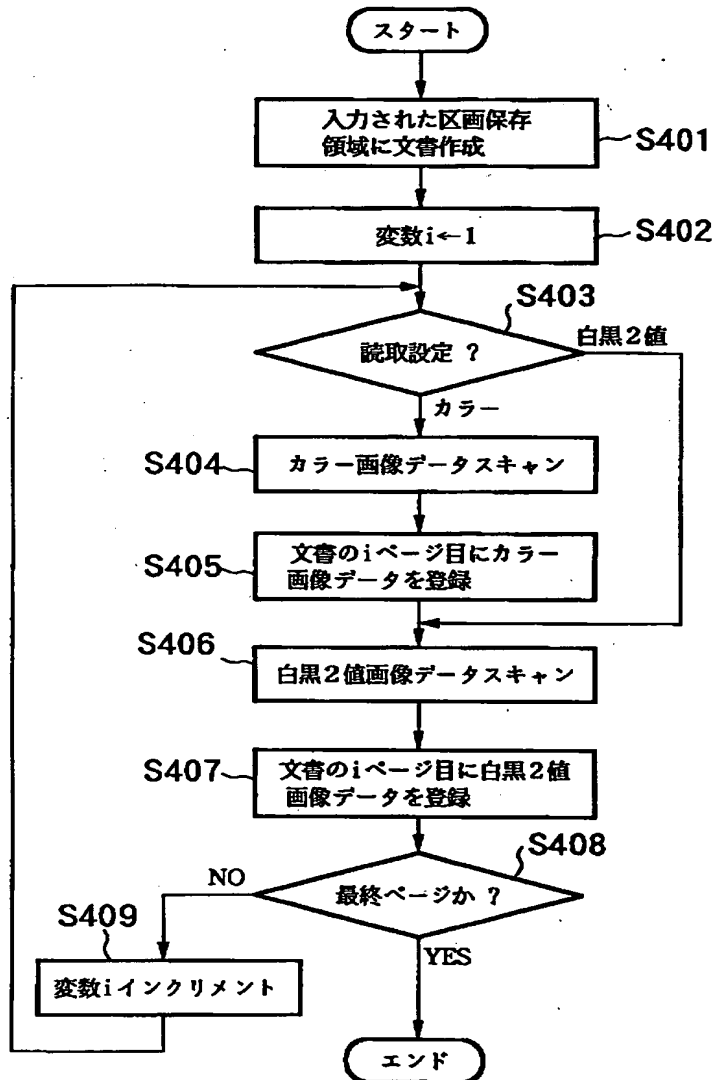 スタート
入力された区画保存
領域に文書作成
S401
変数i←1
S402
S403
読取設定 ?
白黒2値
カラー
S404
カラー画像データスキャン
S405
文書のiページ目にカラー
画像データを登録
S406
白黒2値画像データスキャン
S407
文書のiページ目に白黒2値
画像データを登録
S408
最終ページか ?
NO
YES
S409
変数iインクリメント
エンド